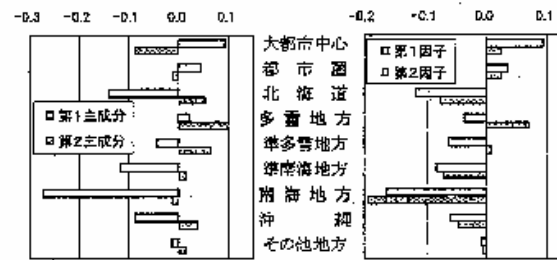 -0.3 -0.2 -0.1 0.0 0.1
-0.2 -0.1 0.0 0.1
大都市中心
都市圏
北海道
多雪地方
準多雪地方
準南海地方
南海地方
沖縄
その他地方
第1主成分
第2主成分
第1因子
第2因子